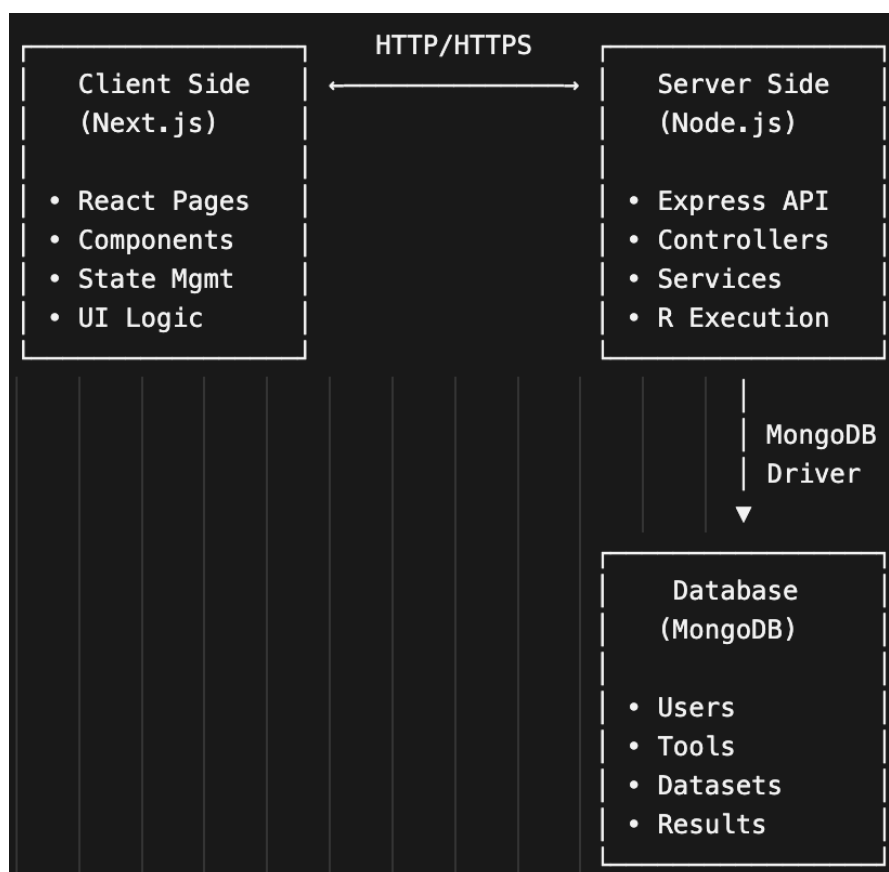 HTTP/HTTPS
Client Side
(Next.js)
• React Pages
• Components
• State Mgmt
• UI Logic
Server Side
(Node.js)
• Express API
• Controllers
• Services
• R Execution
MongoDB
Driver
Database
(MongoDB)
• Users
• Tools
• Datasets
• Results